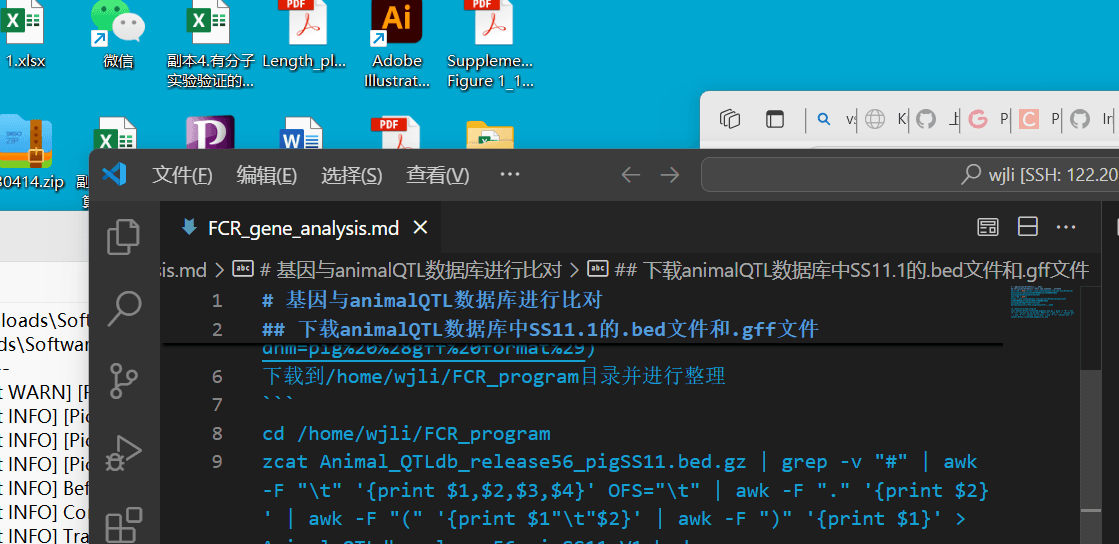 PDF
PDF
Ai
1.xlsx
微信
副本4.有分子
实验验证的...
Length_pl...
Adobe
Illustrat...
Suppleme...
Figure 1_1...
PDF
30414.zip
文件(F)
编辑(E)
选择(S)
查看(V)
wjli [SSH: 122.20
FCR_gene_analysis.md
sis.md > # 基因与animalQTL数据库进行比对 > ## 下载animalQTL数据库中SS11.1的.bed文件和.gff文件
1 # 基因与animalQTL数据库进行比对
2 ## 下载animalQTL数据库中SS11.1的.bed文件和.gff文件
dnm=pig%20%28gff%20format%29)
6 下载到/home/wjli/FCR_program目录并进行整理
7 ```
8 cd /home/wjli/FCR_program
9 zcat Animal_QTLdb_release56_pigSS11.bed.gz | grep -v "#" | awk
-F "\t" '{print $1,$2,$3,$4}' OFS="\t" | awk -F "." '{print $2}
' | awk -F "(" '{print $1"\t"$2}' | awk -F ")" '{print $1}' >
loads\Soft
ds\Software
--
t WARN] [P
t INFO] [Pic
t INFO] [Pic
t INFO] [Pic
t INFO] Bef
t INFO] Co
t INFO] Tra